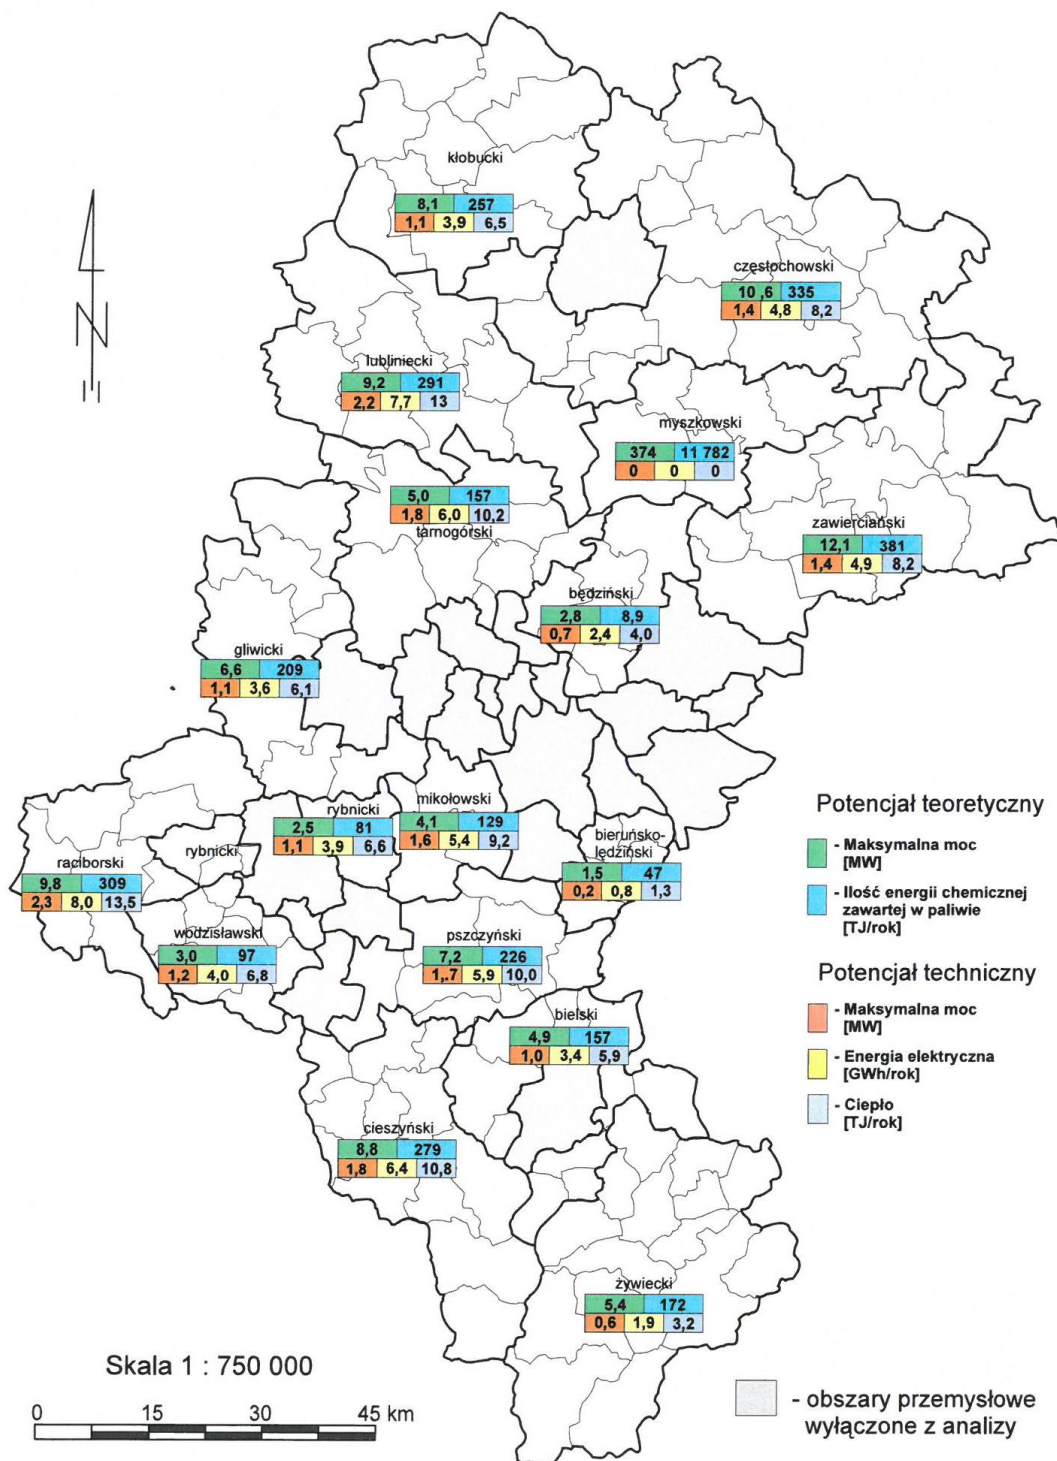 kłobucki
8,1 257
1,1 3,9 6,5
częstochowski
10 ,6 335
1,4 4,8 8,2
N
lubliniecki
9,2 291
2,2 7,7 13
myszkowski
374 11 782
0 0 0
5,0 157
1,8 6,0 10,2
tarnogórski
zawierciański
12,1 381
1,4 4,9 8,2
będziński
2,8 8,9
0,7 2,4 4,0
gliwicki
6,6 209
1,1 3,6 6,1
mikołowski
4,1 129
1,6 5,4 9,2
rybnicki
2,5 81
1,1 3,9 6,6
bieruńsko-
lędziński
1,5 47
0,2 0,8 1,3
rybnicki
raciborski
9,8 309
2,3 8,0 13,5
wodzisławski
3,0 97
1,2 4,0 6,8
pszczyński
7,2 226
1,.7 5,9 10,0
bielski
4,9 157
1,0 3,4 5,9
cieszyński
8,8 279
1,8 6,4 10,8
żywiecki
5,4 172
0,6 1,9 3,2
Potencjał teoretyczny
- Maksymalna moc
[MW]
- Ilość energii chemicznej
zawartej w paliwie
[TJ/rok]
Potencjał techniczny
- Maksymalna moc
[MW]
- Energia elektryczna
[GWh/rok]
- Ciepło
[TJ/rok]
Skala 1 : 750 000
0 15 30 45 km
- obszary przemysłowe
wyłączone z analizy